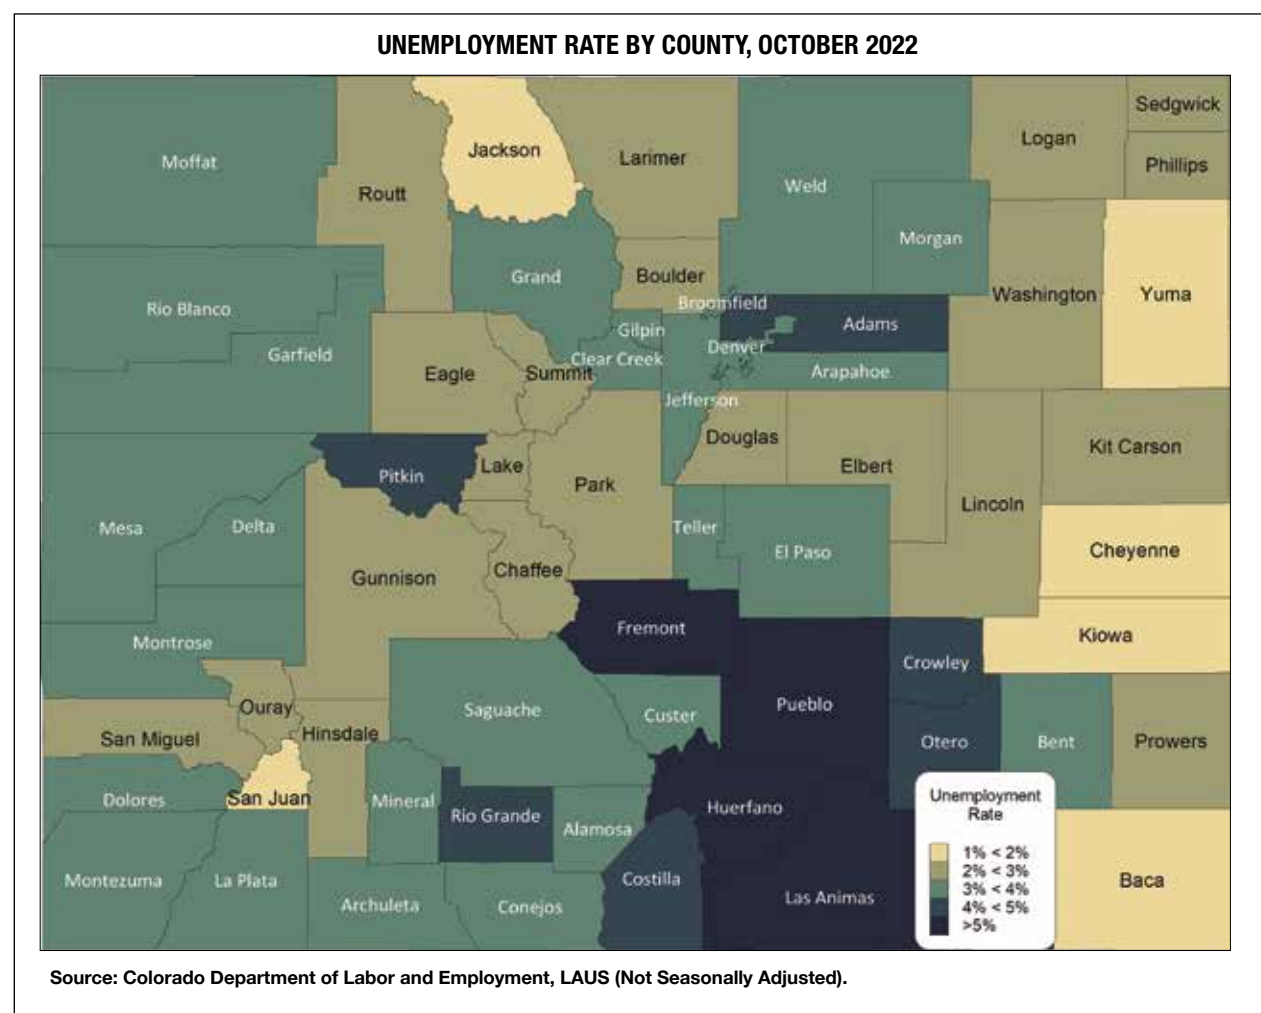 UNEMPLOYMENT RATE BY COUNTY, OCTOBER 2022
Sedgwick
Logan
Jackson
Larimer
Moffat
Phillips
Weld
Routt
Morgan
Grand
Boulder
Washington
Yuma
Broomfield
Rio Blanco
Adams
Gilpin
Denver
Garfield
Clear Creek
Arapahoe
Eagle
Summit
Jefferson
Douglas
Kit Carson
Lake
Elbert
Pitkin
Park
Lincoln
Mesa
Delta
Teller
El Paso
Cheyenne
Chaffee
Gunnison
Fremont
Kiowa
Montrose
Crowley
Saguache
Pueblo
Ouray
Custer
Hinsdale
San Miguel
Otero
Bent
Prowers
San Juan
Dolores
Mineral
Huerfano
Rio Grande
Alamosa
Montezuma
La Plata
Costilla
Baca
Las Animas
Archuleta
Conejos
Unemployment
Rate
1% < 2%
2% < 3%
3% < 4%
4% < 5%
>5%
Source: Colorado Department of Labor and Employment, LAUS (Not Seasonally Adjusted).